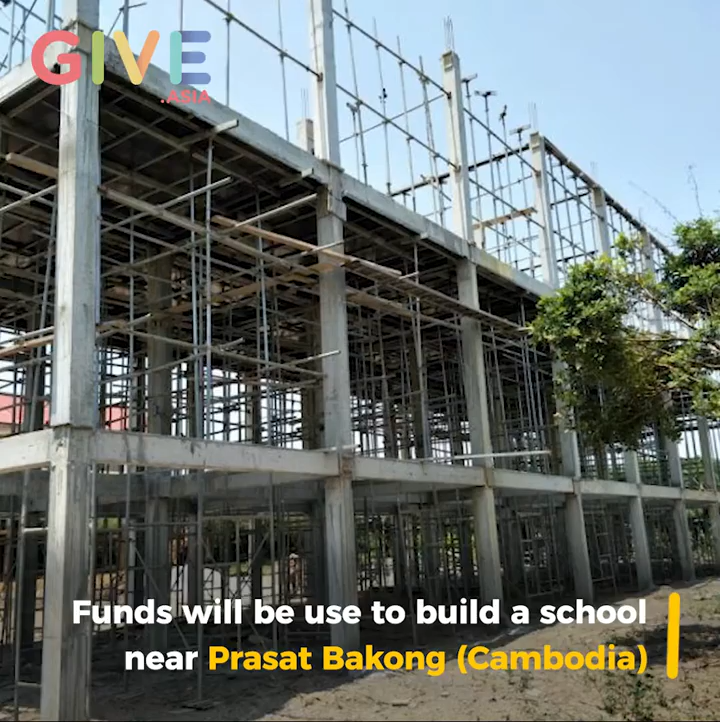 GIVE
.ASIA
Funds will be use to build a school
near Prasat Bakong (Cambodia)